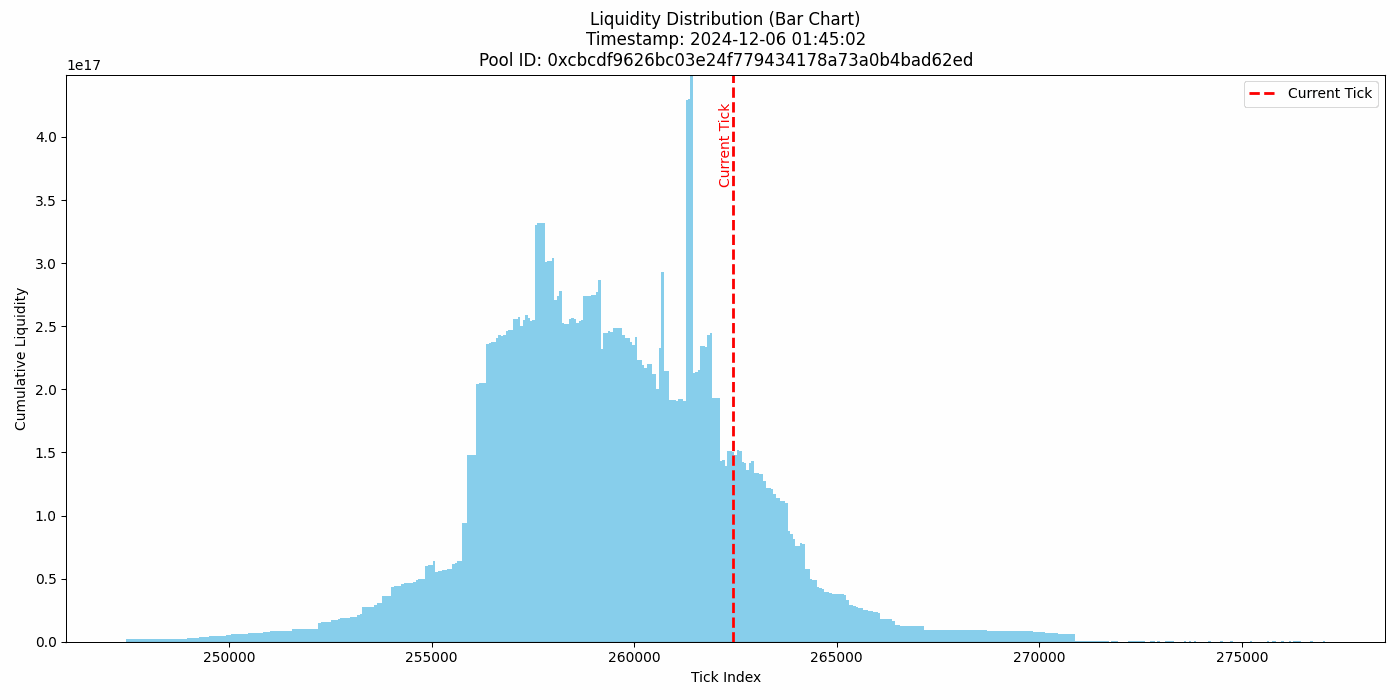 Liquidity Distribution (Bar Chart)
Timestamp: 2024-12-06 01:45:02
Pool ID: 0xcbcdf9626bc03e24f779434178a73a0b4bad62ed
1e17
Current Tick
Current Tick
4.0
3.5
3.0
2.5
2.0
1.5
1.0
0.5
0.0
Cumulative Liquidity
250000
255000
260000
265000
270000
275000
Tick Index